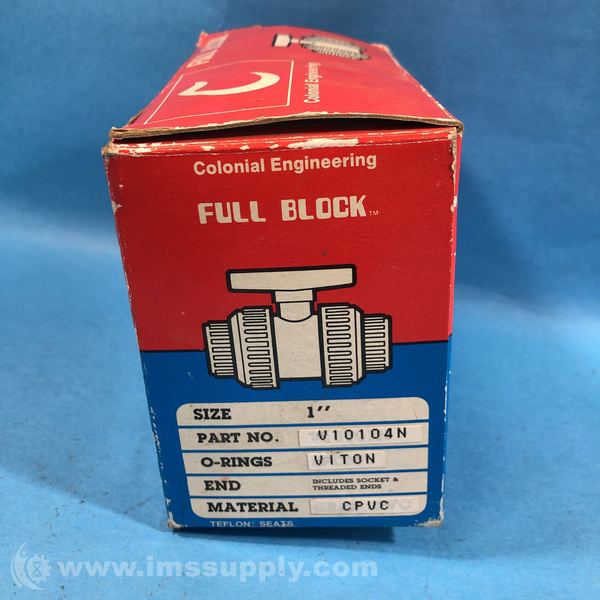 Colonial Engineering
Colonial Engineering
FULL BLOCK™
SIZE 1"
PART NO. V10104N
O-RINGS VITON
END INCLUDES SOCKET & THREADED ENDS
MATERIAL CPVC
TEFLON SEATS
www.imssupply.com